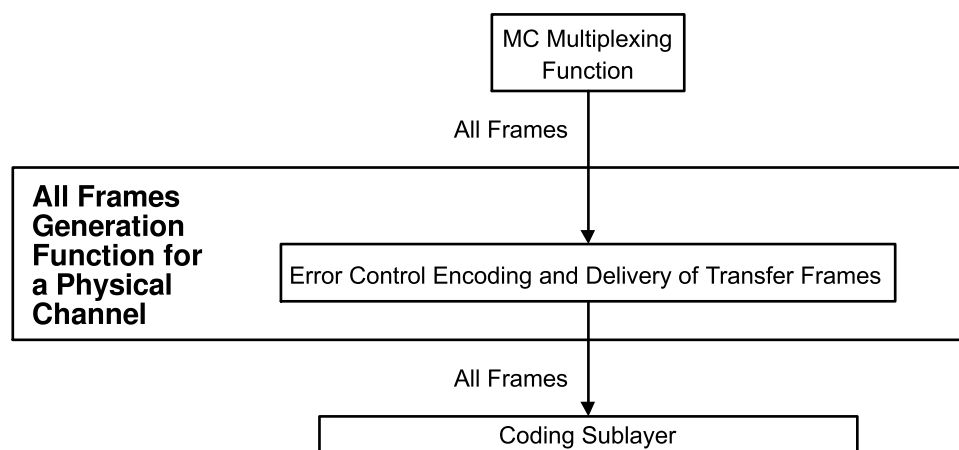 MC Multiplexing
Function
All Frames
All Frames
Generation
Function for
a Physical
Channel
Error Control Encoding and Delivery of Transfer Frames
All Frames
Coding Sublayer